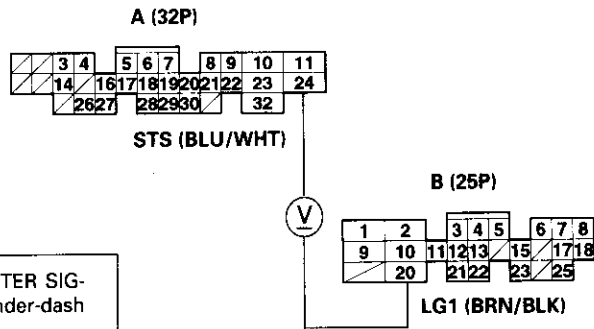 A (32P)
3 4 5 6 7 8 9 10 11
14 16 17 18 19 20 21 22 23 24
26 27 28 29 30 32
STS (BLU/WHT)
V
B (25P)
1 2 3 4 5 6 7 8
9 10 11 12 13 15 17 18
20 21 22 23 25
LG1 (BRN/BLK)
TER SIG-
nder-dash